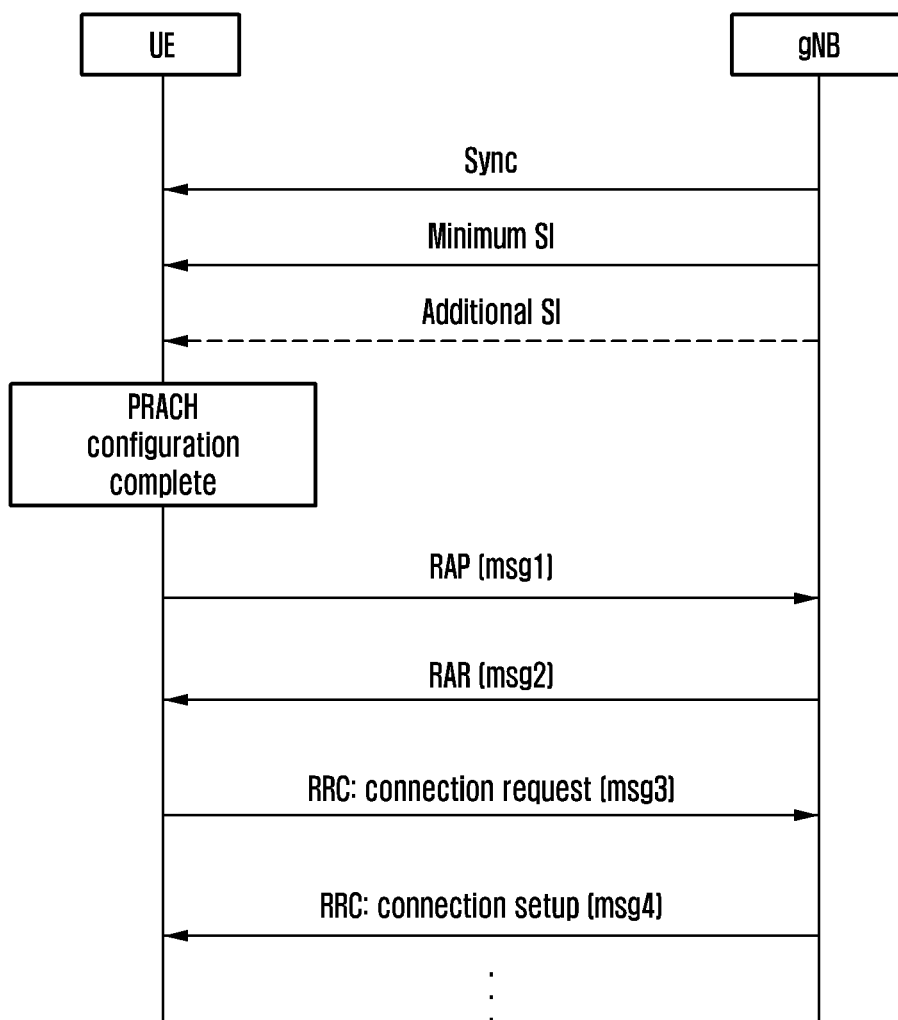 UE
gNB
Sync
Minimum SI
Additional SI
PRACH
configuration
complete
RAP (msg1)
RAR (msg2)
RRC: connection request (msg3)
RRC: connection setup (msg4)